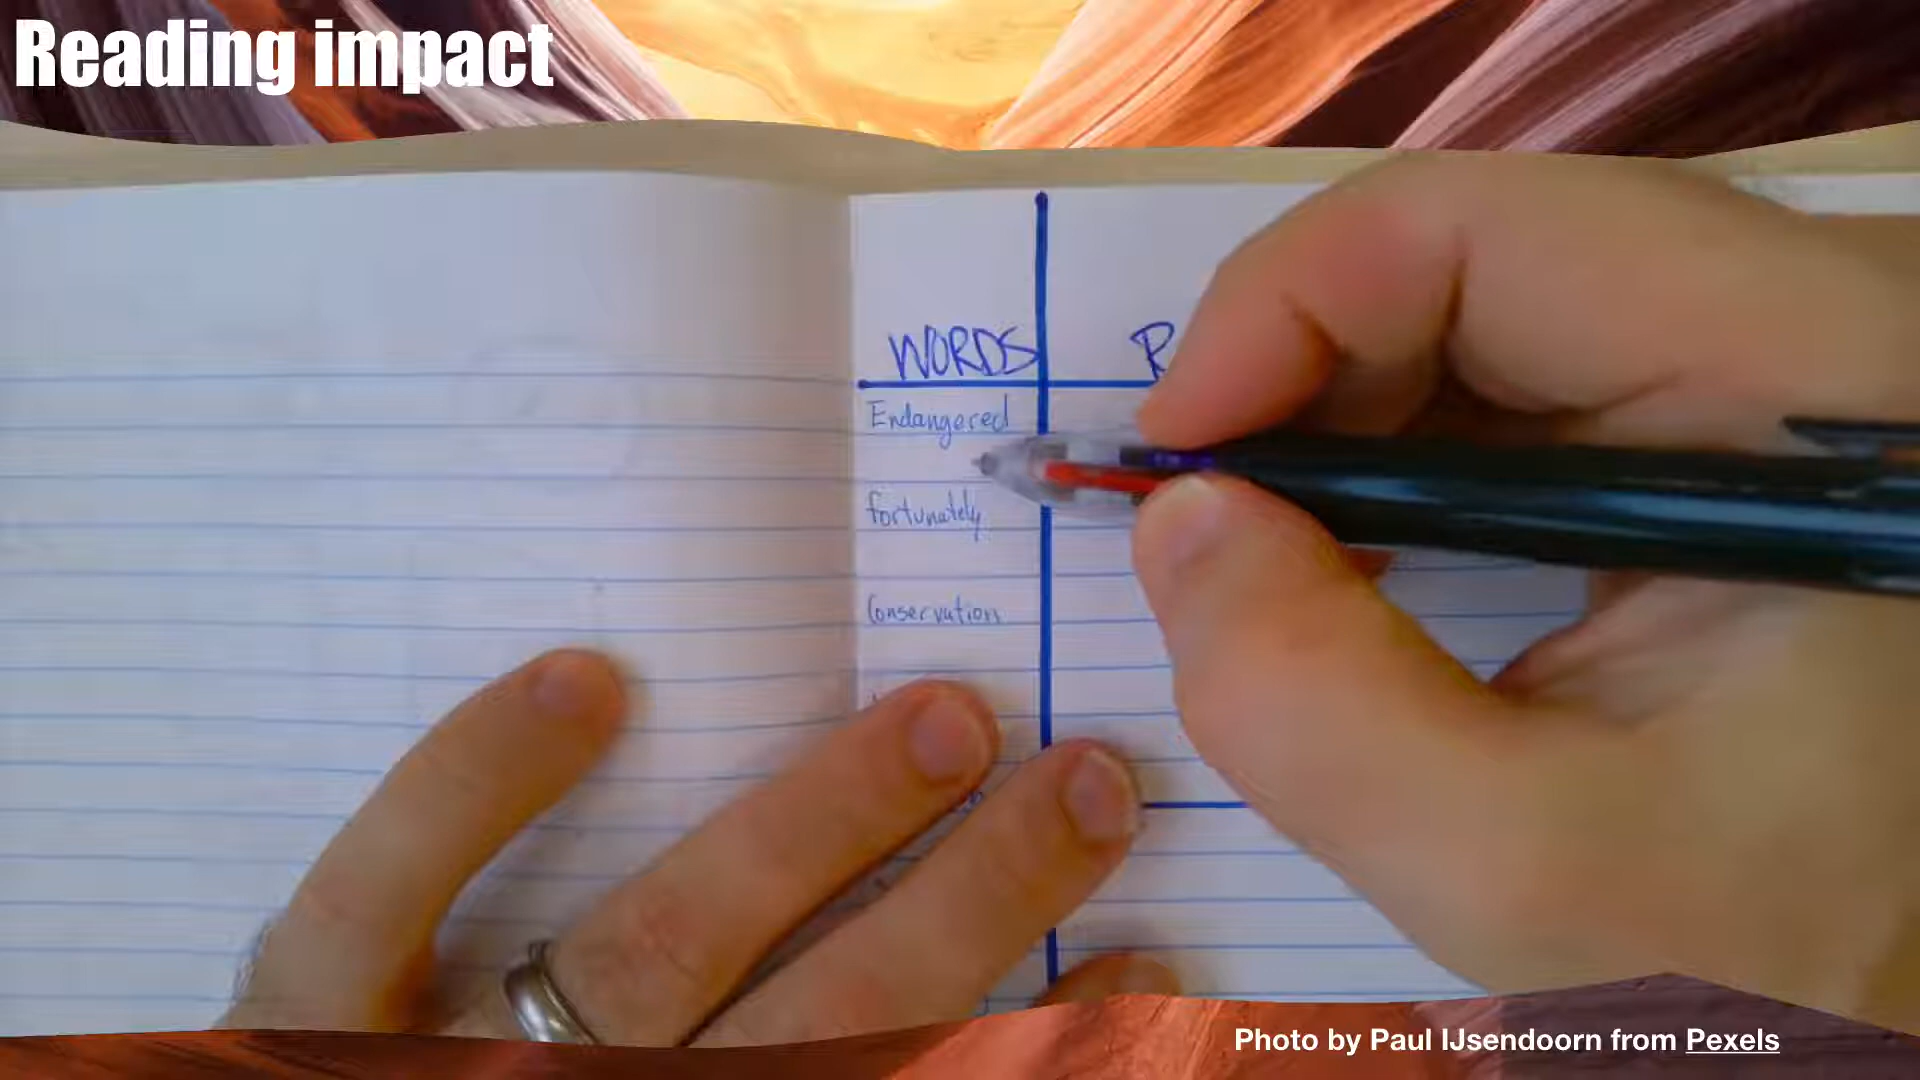 Reading impact
WORDS R
Endangered
fortunately
Conservation
Photo by Paul IJsendoorn from Pexels